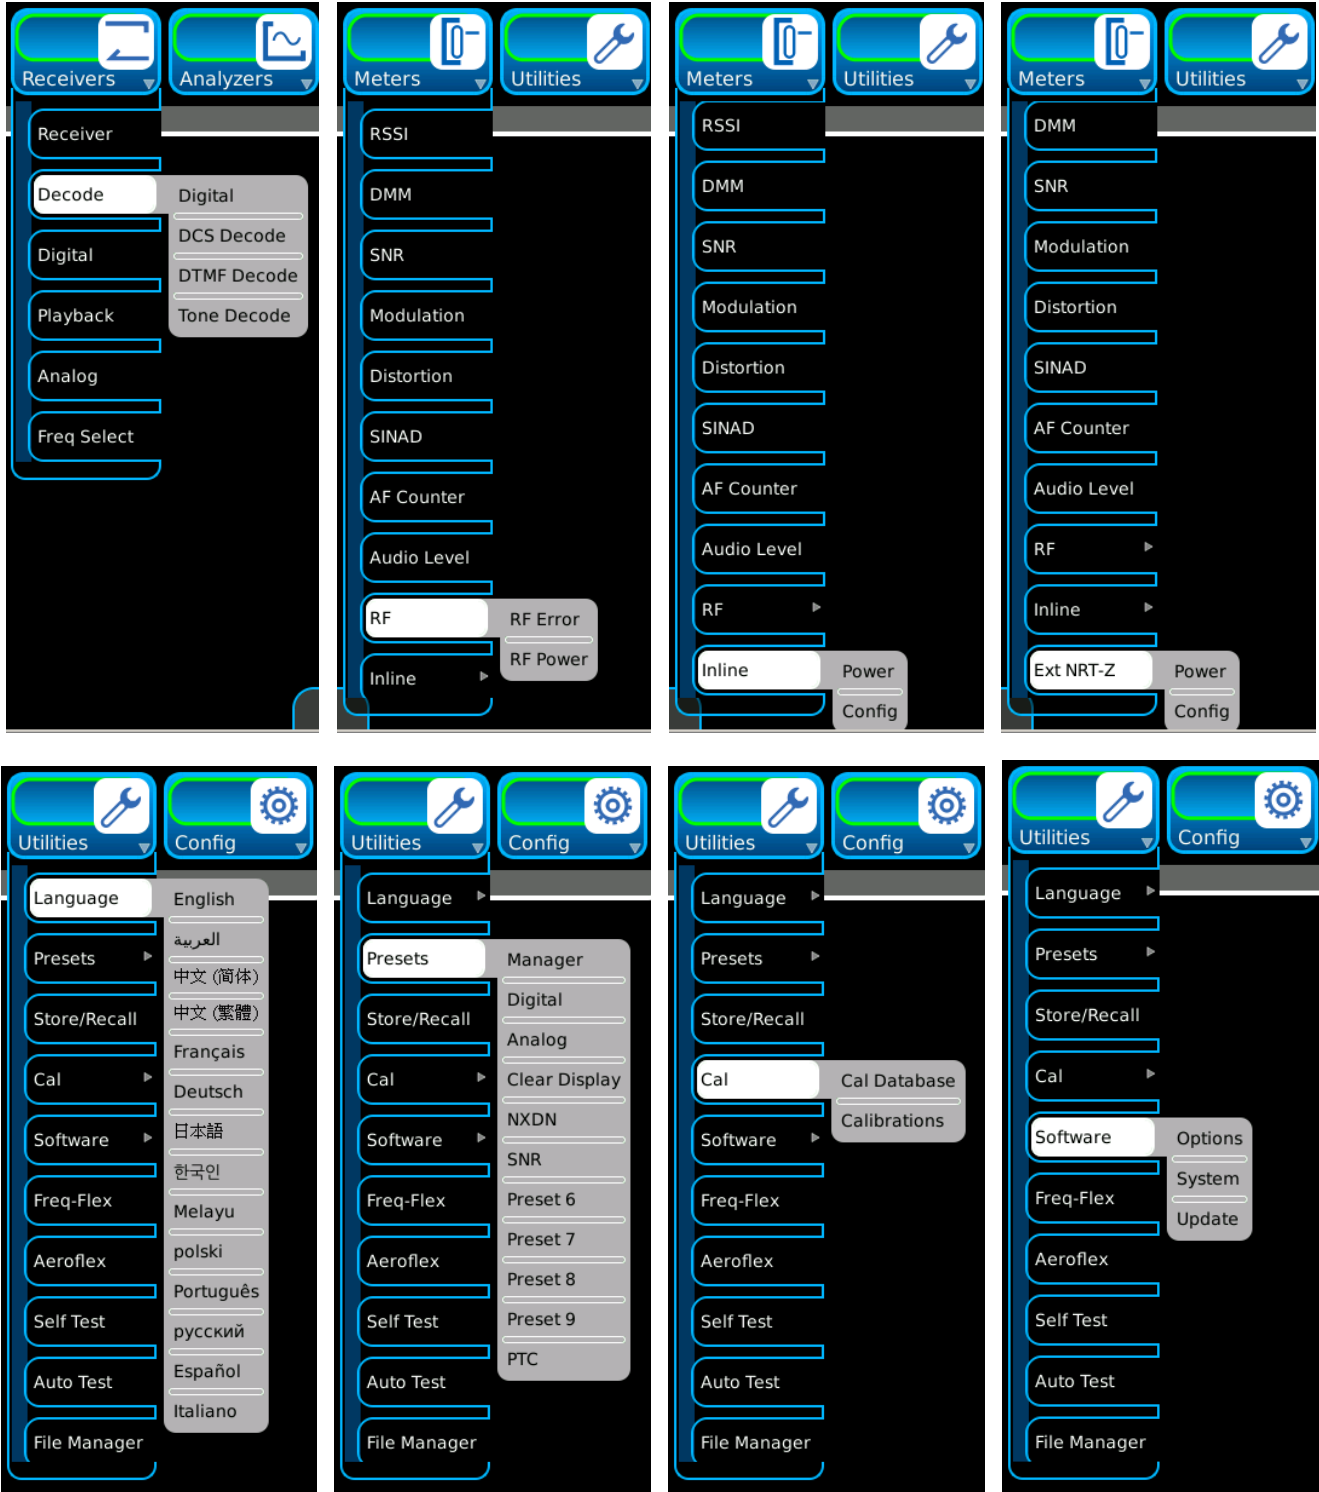 Receivers
Analyzers
Receiver
Decode
Digital
Playback
Analog
Freq Select
Digital
DCS Decode
DTMF Decode
Tone Decode
Meters
Utilities
RSSI
DMM
SNR
Modulation
Distortion
SINAD
AF Counter
Audio Level
RF
Inline
RF Error
RF Power
Meters
Utilities
RSSI
DMM
SNR
Modulation
Distortion
SINAD
AF Counter
Audio Level
RF
Inline
Power
Config
Meters
Utilities
DMM
SNR
Modulation
Distortion
SINAD
AF Counter
Audio Level
RF
Inline
Ext NRT-Z
Power
Config
Utilities
Config
Language
Presets
Store/Recall
Cal
Software
Freq-Flex
Aeroflex
Self Test
Auto Test
File Manager
English
العربية
中文 (简体)
中文 (繁體)
Français
Deutsch
日本語
한국인
Melayu
polski
Português
русский
Español
Italiano
Utilities
Config
Language
Presets
Store/Recall
Cal
Software
Freq-Flex
Aeroflex
Self Test
Auto Test
File Manager
Manager
Digital
Analog
Clear Display
NXDN
SNR
Preset 6
Preset 7
Preset 8
Preset 9
PTC
Utilities
Config
Language
Presets
Store/Recall
Cal
Software
Freq-Flex
Aeroflex
Self Test
Auto Test
File Manager
Cal Database
Calibrations
Utilities
Config
Language
Presets
Store/Recall
Cal
Software
Freq-Flex
Aeroflex
Self Test
Auto Test
File Manager
Options
System
Update